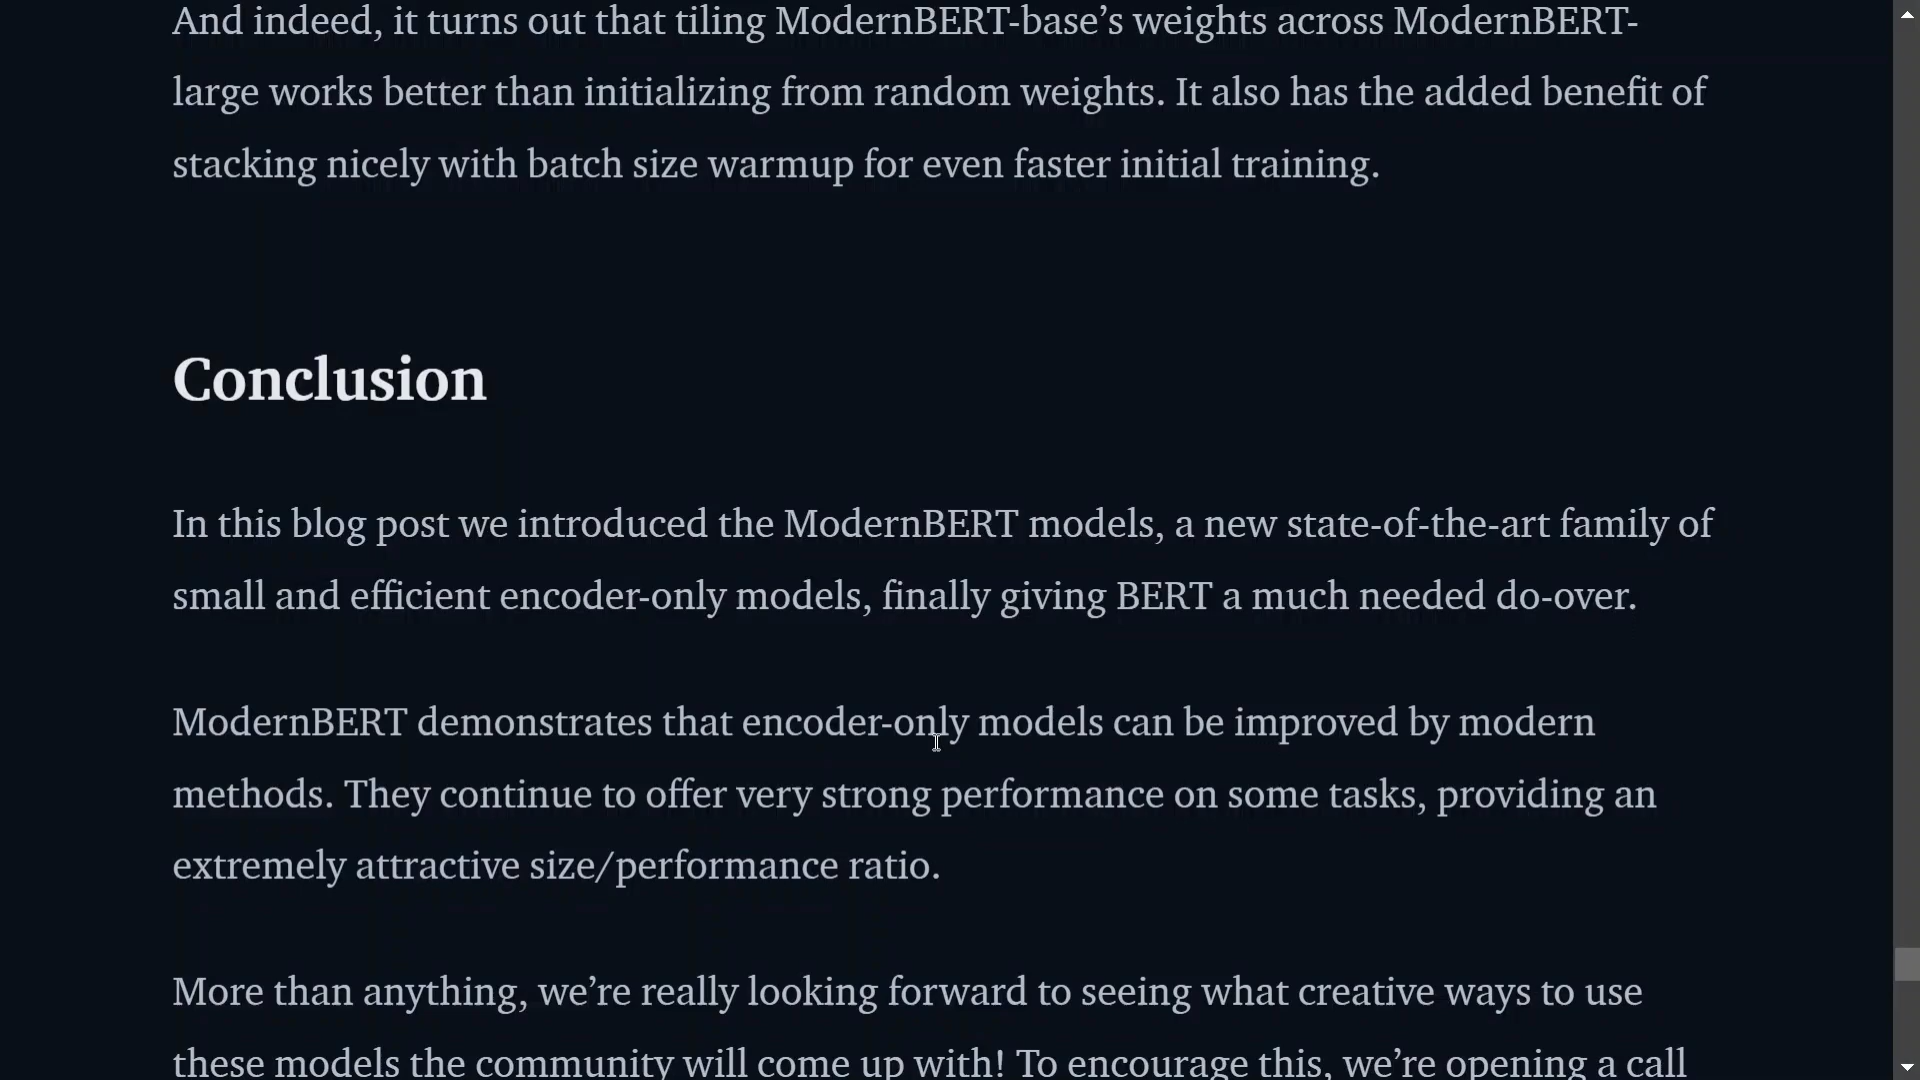 And indeed, it turns out that tiling ModernBERT-base’s weights across ModernBERT-
large works better than initializing from random weights. It also has the added benefit of
stacking nicely with batch size warmup for even faster initial training.
Conclusion
In this blog post we introduced the ModernBERT models, a new state-of-the-art family of
small and efficient encoder-only models, finally giving BERT a much needed do-over.
ModernBERT demonstrates that encoder-only models can be improved by modern
methods. They continue to offer very strong performance on some tasks, providing an
extremely attractive size/performance ratio.
More than anything, we’re really looking forward to seeing what creative ways to use
these models the community will come up with! To encourage this, we’re opening a call